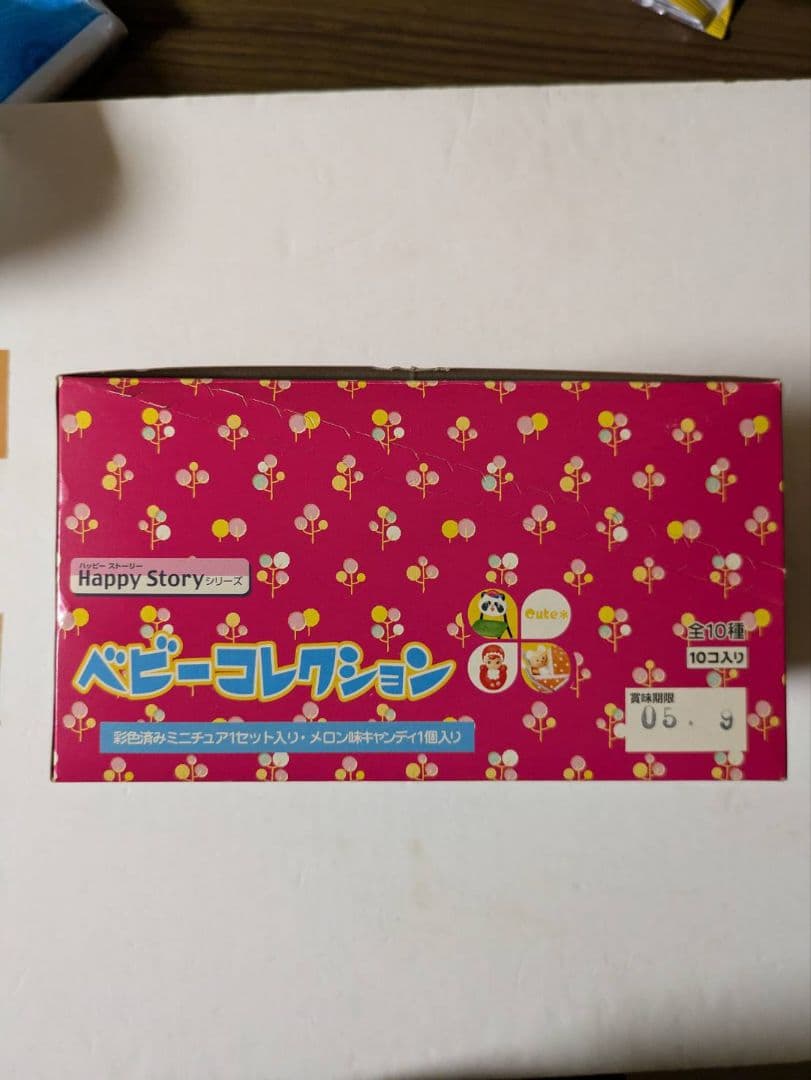 ハッピー ストーリー
Happy Storyシリーズ
ベビーコレクション
cute*
全10種
10コ入り
賞味期限
05. 9
彩色済みミニチュア1セット入り・メロン味キャンディ1個入り